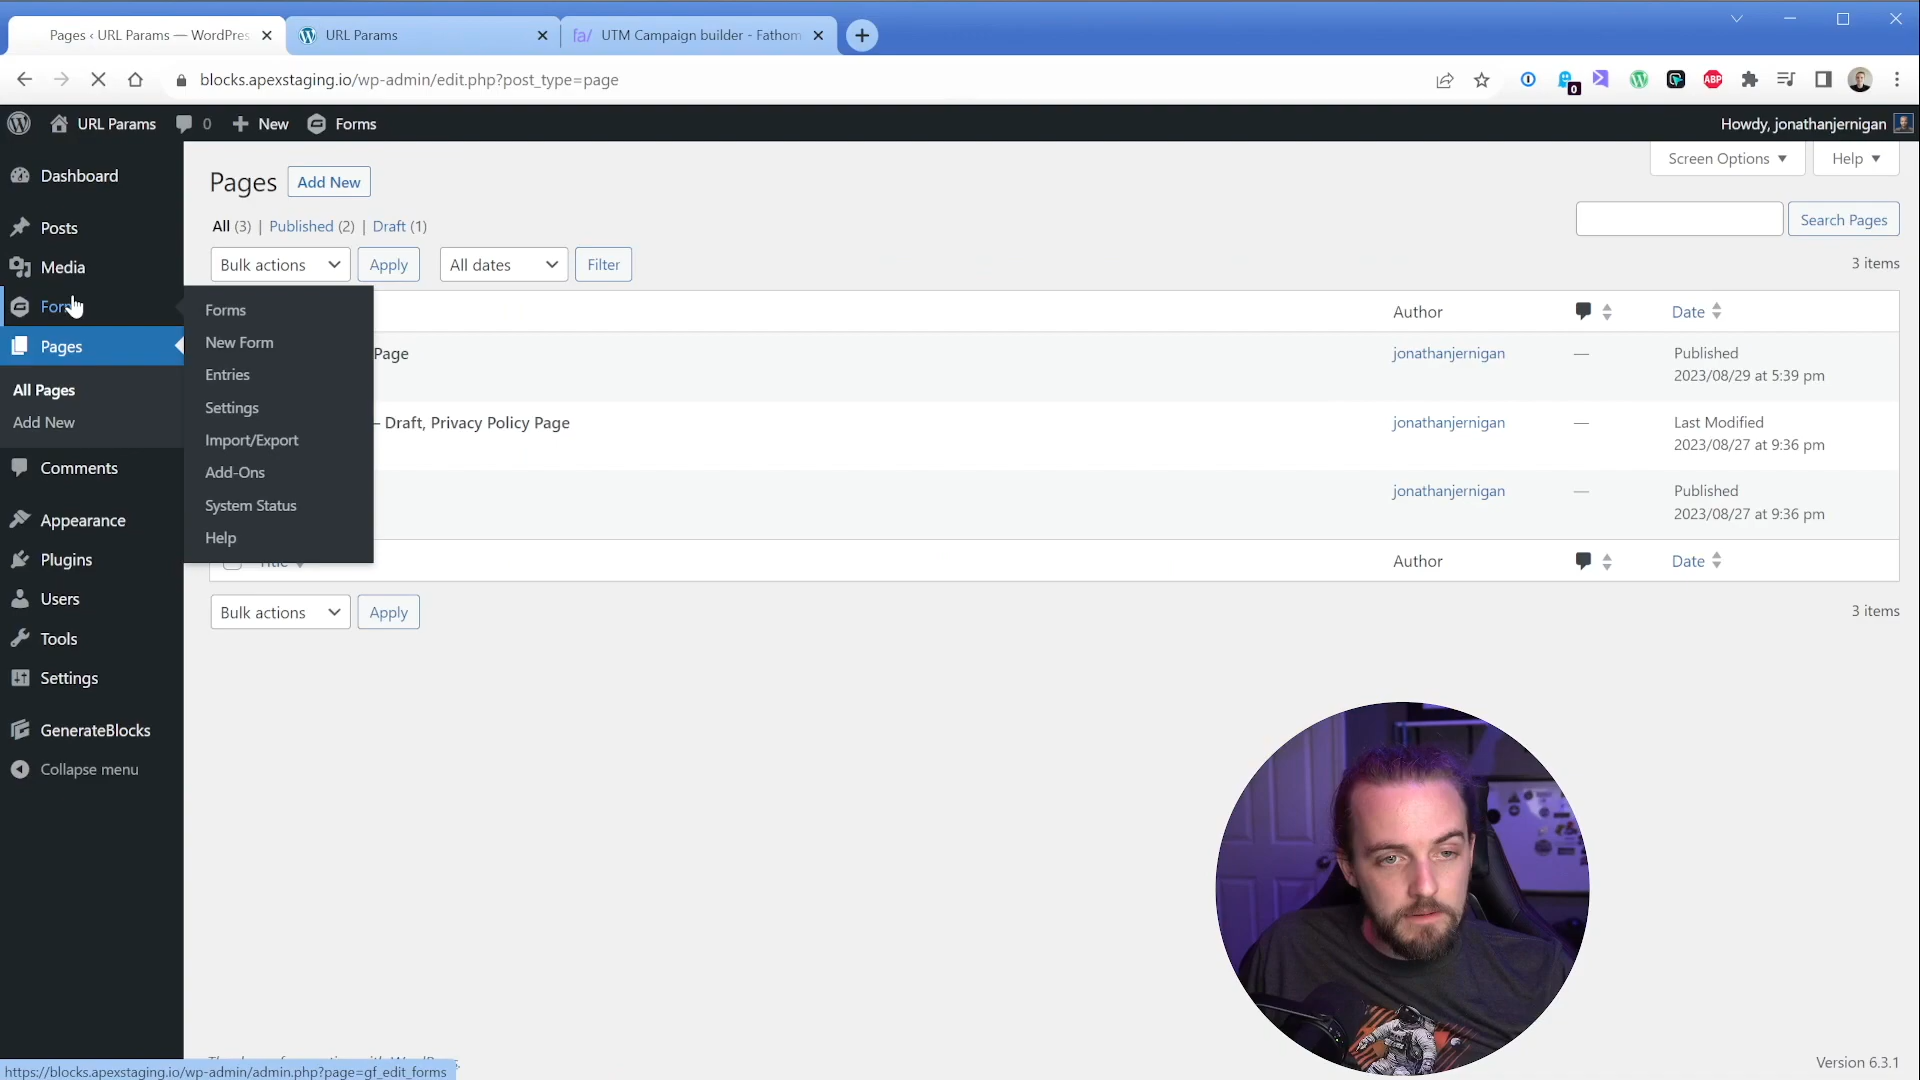 Pages ‹ URL Params — WordPres
URL Params
fa/ UTM Campaign builder - Fathom
blocks.apexstaging.io/wp-admin/edit.php?post_type=page
0
ABP
URL Params 0 New Forms
Howdy, jonathanjernigan
Dashboard
Posts
Media
Pages
All Pages
Add New
Comments
Appearance
Plugins
Users
Tools
Settings
GenerateBlocks
Collapse menu
Forms
New Form
Entries
Settings
Import/Export
Add-Ons
System Status
Help
Screen Options
Help
Pages Add New
All (3) | Published (2) | Draft (1)
Search Pages
Bulk actions Apply All dates Filter
3 items
Author Date
Page jonathanjernigan — Published
2023/08/29 at 5:39 pm
– Draft, Privacy Policy Page jonathanjernigan — Last Modified
2023/08/27 at 9:36 pm
jonathanjernigan — Published
2023/08/27 at 9:36 pm
Author Date
Bulk actions Apply
3 items
Version 6.3.1
https://blocks.apexstaging.io/wp-admin/admin.php?page=gf_edit_forms